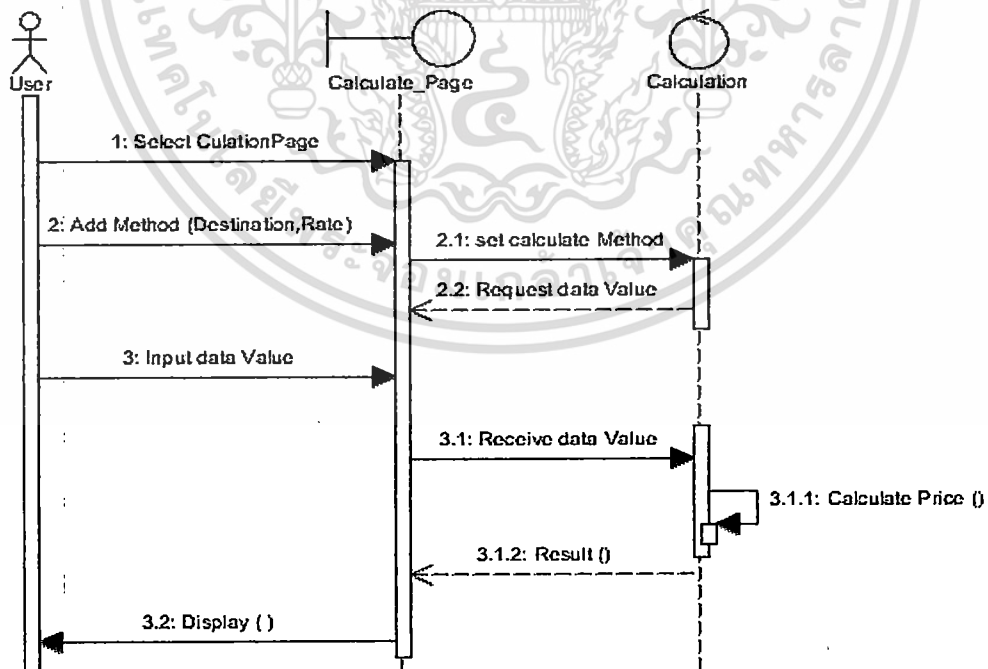 User
Calculate_Page
Calculation
1: Select CulationPage
2: Add Method (Destination,Rate)
2.1: set calculate Method
2.2: Request data Value
3: Input data Value
3.1: Receive data Value
3.1.1: Calculate Price ()
3.1.2: Result ()
3.2: Display ( )